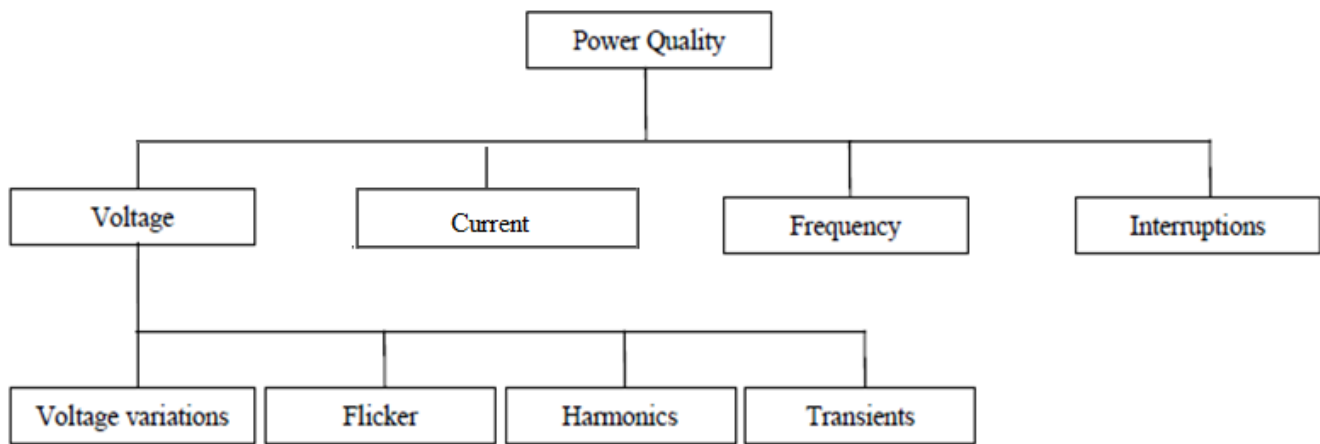 Power Quality
Voltage
Current
Frequency
Interruptions
Voltage variations
Flicker
Harmonics
Transients